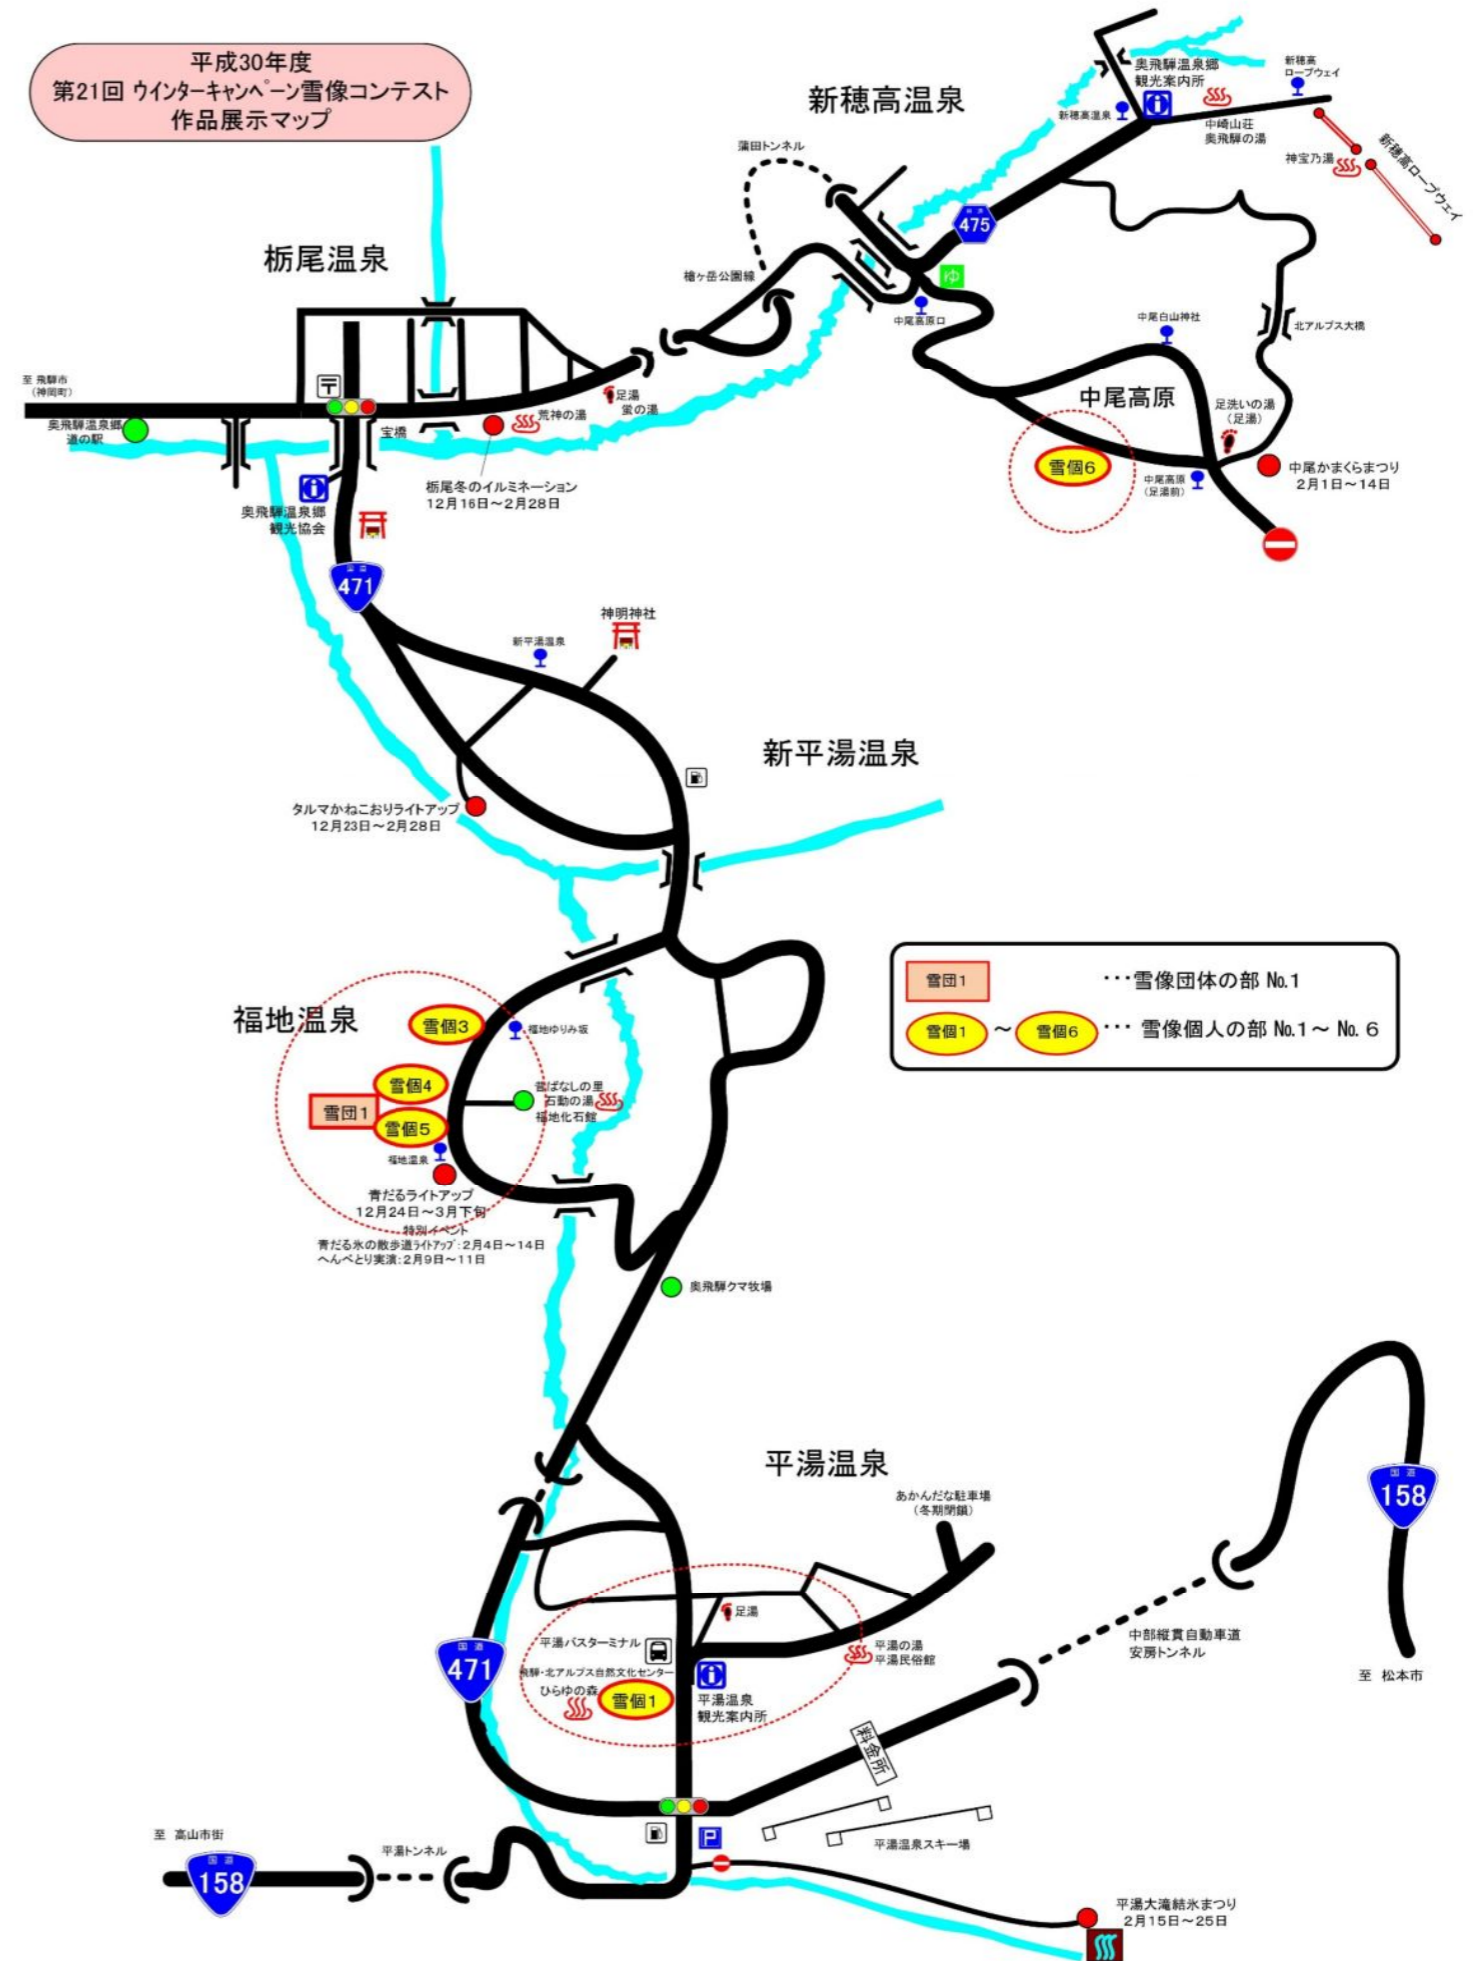 平成30年度
第21回 ウインターキャンペーン雪像コンテスト
作品展示マップ
新穂高温泉
奥飛騨温泉郷
観光案内所
新穂高
ロープウェイ
新穂高温泉
中崎山荘
奥飛騨の湯
神宝乃湯
新穂高ロープウェイ
蒲田トンネル
475
栃尾温泉
槍ヶ岳公園線
ゆ
中尾高原口
中尾白山神社
北アルプス大橋
至 飛騨市
(神岡町)
〒
足湯
蛍の湯
中尾高原
足洗いの湯
(足湯)
奥飛騨温泉郷
道の駅
宝橋
荒神の湯
雪個6
中尾高原
(足湯前)
中尾かまくらまつり
2月1日～14日
栃尾冬のイルミネーション
12月16日～2月28日
奥飛騨温泉郷
観光協会
国道
471
新平湯温泉
神明神社
新平湯温泉
タルマかねこおりライトアップ
12月23日～2月28日
雪団1 ･･･雪像団体の部 No.1
雪個1 ～ 雪個6 ･･･ 雪像個人の部 No.1～ No. 6
福地温泉
雪個3
福地ゆりみ坂
雪個4
雪団1
雪個5
昔ばなしの里
石動の湯
福地化石館
福地温泉
青だるライトアップ
12月24日～3月下旬
特別イベント
青だる氷の散歩道ライトアップ：2月4日～14日
へんべとり実演：2月9日～11日
奥飛騨クマ牧場
平湯温泉
あかんだな駐車場
(冬期閉鎖)
国道
158
足湯
平湯バスターミナル
平湯の湯
平湯民俗館
中部縦貫自動車道
安房トンネル
至 松本市
国道
471
飛騨・北アルプス自然文化センター
ひらゆの森
雪個1
平湯温泉
観光案内所
料金所
至 高山市街
平湯トンネル
P
平湯温泉スキー場
国道
158
平湯大滝結氷まつり
2月15日～25日